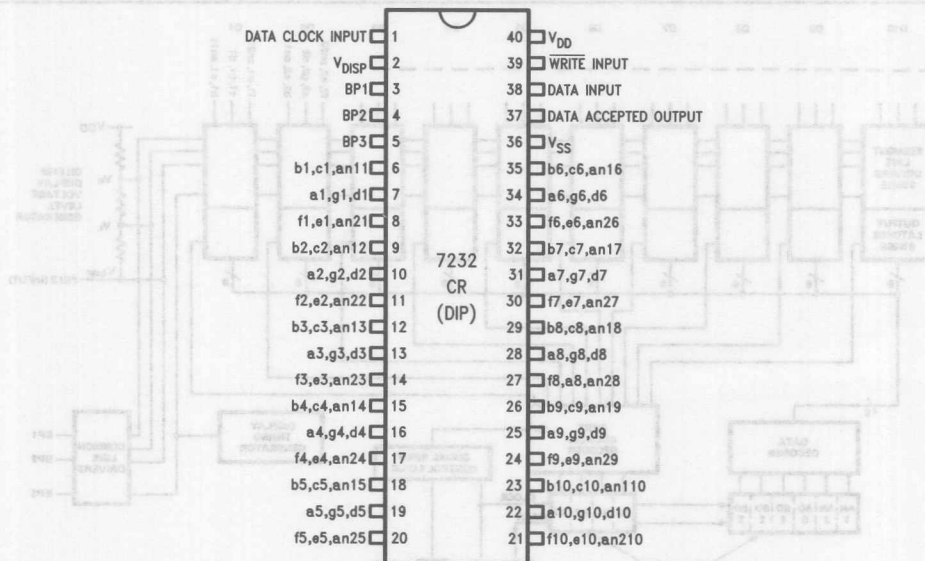 DATA CLOCK INPUT 1
V_DISP 2
BP1 3
BP2 4
BP3 5
b1,c1,an11 6
a1,g1,d1 7
f1,e1,an21 8
b2,c2,an12 9
a2,g2,d2 10
f2,e2,an22 11
b3,c3,an13 12
a3,g3,d3 13
f3,e3,an23 14
b4,c4,an14 15
a4,g4,d4 16
f4,e4,an24 17
b5,c5,an15 18
a5,g5,d5 19
f5,e5,an25 20
7232
CR
(DIP)
40 V_DD
39 WRITE INPUT
38 DATA INPUT
37 DATA ACCEPTED OUTPUT
36 V_SS
35 b6,c6,an16
34 a6,g6,d6
33 f6,e6,an26
32 b7,c7,an17
31 a7,g7,d7
30 f7,e7,an27
29 b8,c8,an18
28 a8,g8,d8
27 f8,a8,an28
26 b9,c9,an19
25 a9,g9,d9
24 f9,e9,an29
23 b10,c10,an110
22 a10,g10,d10
21 f10,e10,an210